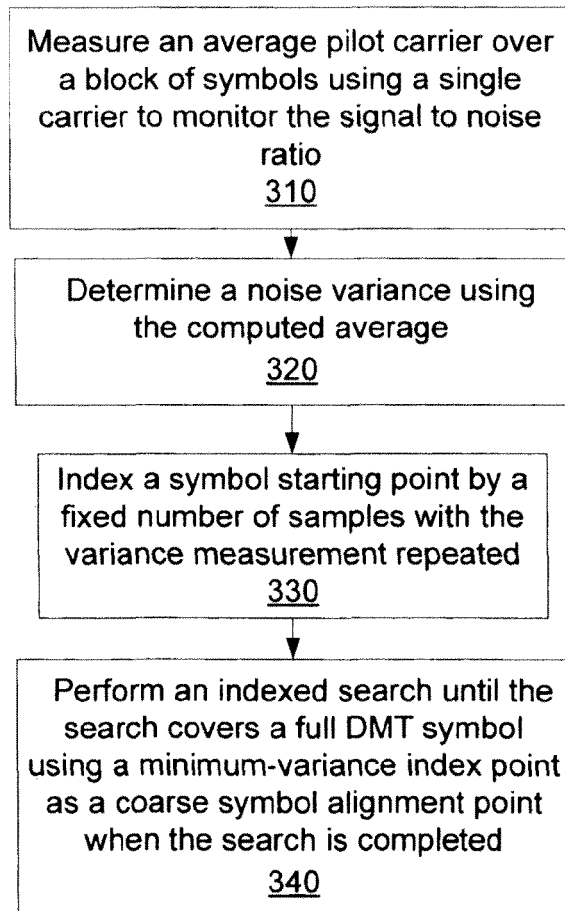 Measure an average pilot carrier over
a block of symbols using a single
carrier to monitor the signal to noise
ratio
310
Determine a noise variance using
the computed average
320
Index a symbol starting point by a
fixed number of samples with the
variance measurement repeated
330
Perform an indexed search until the
search covers a full DMT symbol
using a minimum-variance index point
as a coarse symbol alignment point
when the search is completed
340